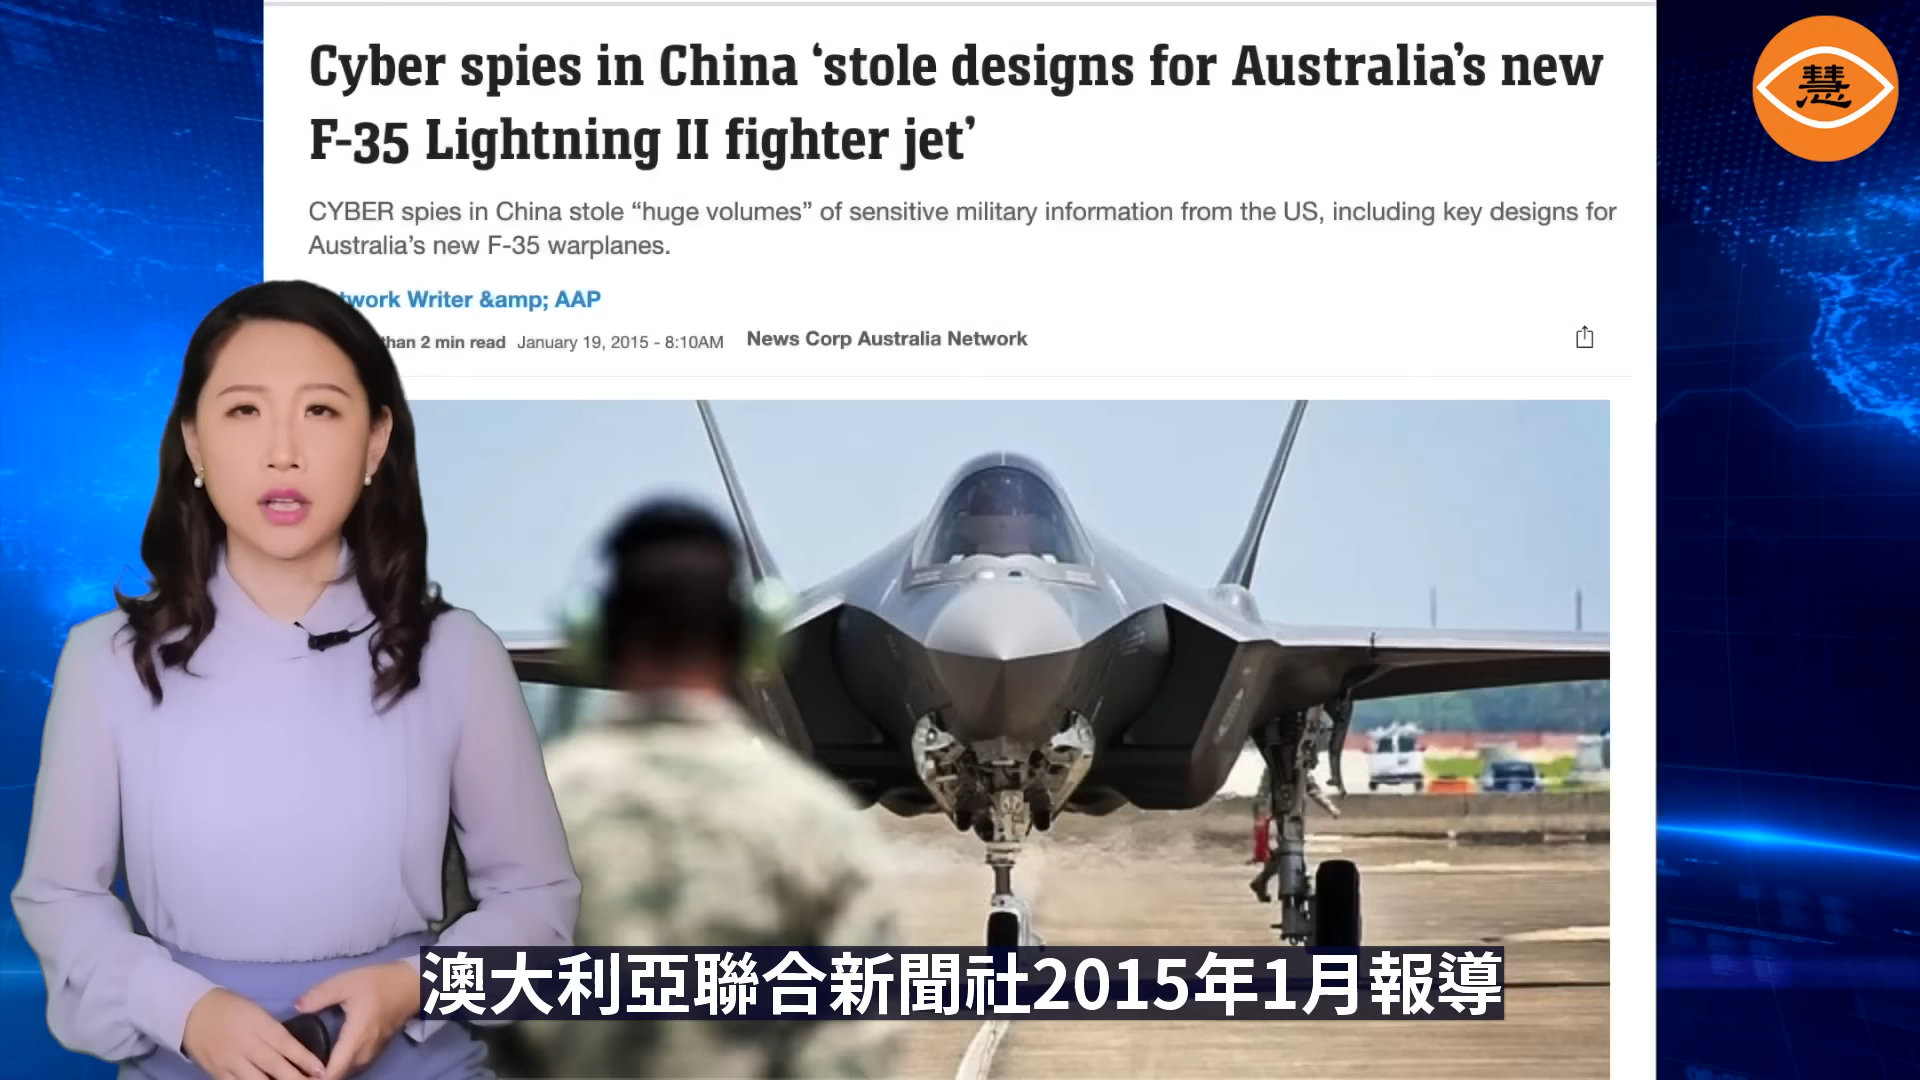 Cyber spies in China ‘stole designs for Australia’s new
F-35 Lightning II fighter jet’
慧
CYBER spies in China stole “huge volumes” of sensitive military information from the US, including key designs for
Australia’s new F-35 warplanes.
Writer &amp; AAP
than 2 min read January 19, 2015 - 8:10AM News Corp Australia Network
澳大利亞聯合新聞社2015年1月報導